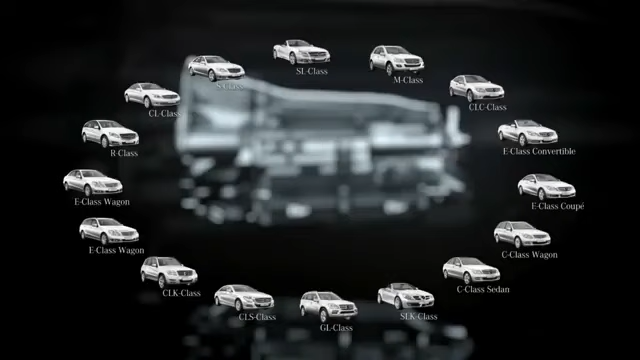 SL-Class
M-Class
S-Class
CLC-Class
CL-Class
E-Class Convertible
R-Class
E-Class Wagon
E-Class Coupé
E-Class Wagon
C-Class Wagon
CLK-Class
C-Class Sedan
CLS-Class
SLK-Class
GL-Class